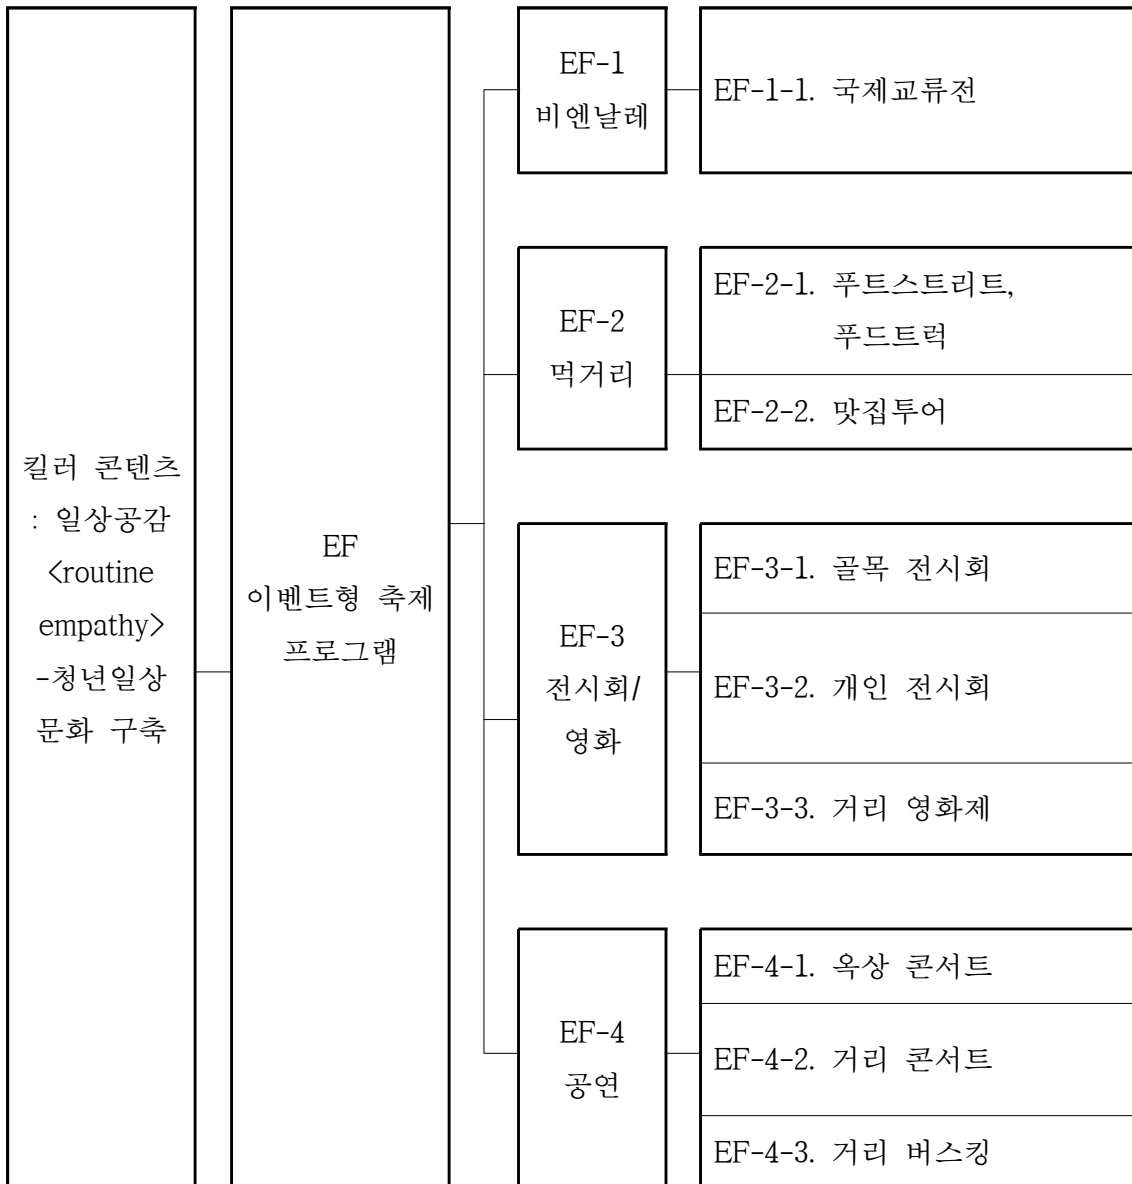 킬러 콘텐츠
: 일상공감
<routine
empathy>
-청년일상
문화 구축
EF
이벤트형 축제
프로그램
EF-1
비엔날레
EF-1-1. 국제교류전
EF-2
먹거리
EF-2-1. 푸트스트리트,
푸드트럭
EF-2-2. 맛집투어
EF-3
전시회/
영화
EF-3-1. 골목 전시회
EF-3-2. 개인 전시회
EF-3-3. 거리 영화제
EF-4
공연
EF-4-1. 옥상 콘서트
EF-4-2. 거리 콘서트
EF-4-3. 거리 버스킹